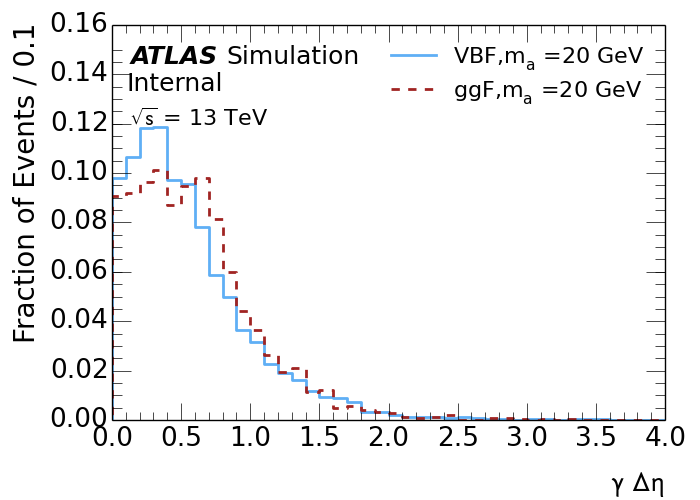 Fraction of Events / 0.1
0.16
0.14
0.12
0.10
0.08
0.06
0.04
0.02
0.00
ATLAS Simulation
Internal
√s = 13 TeV
VBF,mₐ =20 GeV
ggF,mₐ =20 GeV
0.0 0.5 1.0 1.5 2.0 2.5 3.0 3.5 4.0
γ Δη